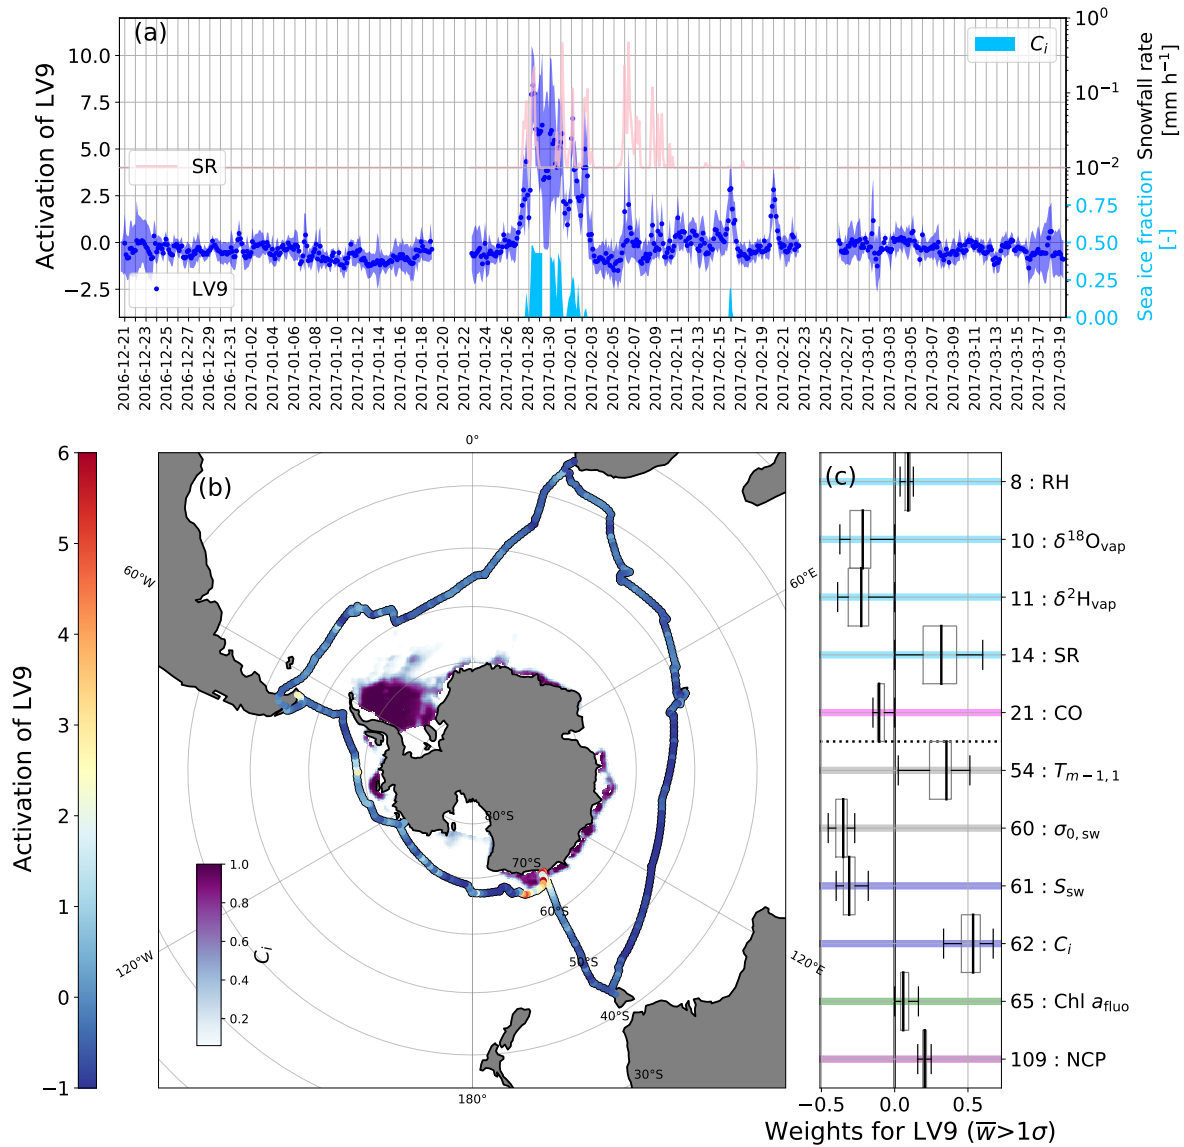 (a)
Activation of LV9
10.0
7.5
5.0
2.5
0.0
−2.5
SR
LV9
C_i
10⁰
10⁻¹
10⁻²
Snowfall rate
[mm h⁻¹]
0.75
0.50
0.25
0.00
Sea ice fraction
[-]
2016-12-21
2016-12-23
2016-12-25
2016-12-27
2016-12-29
2016-12-31
2017-01-02
2017-01-04
2017-01-06
2017-01-08
2017-01-10
2017-01-12
2017-01-14
2017-01-16
2017-01-18
2017-01-20
2017-01-22
2017-01-24
2017-01-26
2017-01-28
2017-01-30
2017-02-01
2017-02-03
2017-02-05
2017-02-07
2017-02-09
2017-02-11
2017-02-13
2017-02-15
2017-02-17
2017-02-19
2017-02-21
2017-02-23
2017-02-25
2017-02-27
2017-03-01
2017-03-03
2017-03-05
2017-03-07
2017-03-09
2017-03-11
2017-03-13
2017-03-15
2017-03-17
2017-03-19
Activation of LV9
6
5
4
3
2
1
0
−1
(b)
0°
60°W
60°E
120°W
120°E
180°
80°S
70°S
60°S
50°S
40°S
30°S
C_i
1.0
0.8
0.6
0.4
0.2
(c)
8 : RH
10 : δ¹⁸O_vap
11 : δ²H_vap
14 : SR
21 : CO
54 : T_{m−1,1}
60 : σ_{0,sw}
61 : S_sw
62 : C_i
65 : Chl a_fluo
109 : NCP
−0.5
0.0
0.5
Weights for LV9 (w̅>1σ)